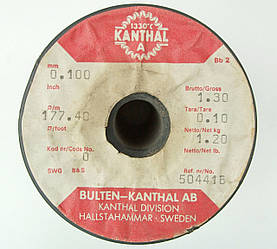 1330°C
KANTHAL
A
Bb 2
mm
0.100
Inch
Ω/m
177.40
Ω/foot
Kod nr/Code No.
0
SWG B&S
Brutto/Gross
1.30
Tara/Tare
0.10
Netto/Net kg
1.20
Netto/Net lb.
Ref. nr/No.
504415
BULTEN-KANTHAL AB
KANTHAL DIVISION
HALLSTAHAMMAR - SWEDEN